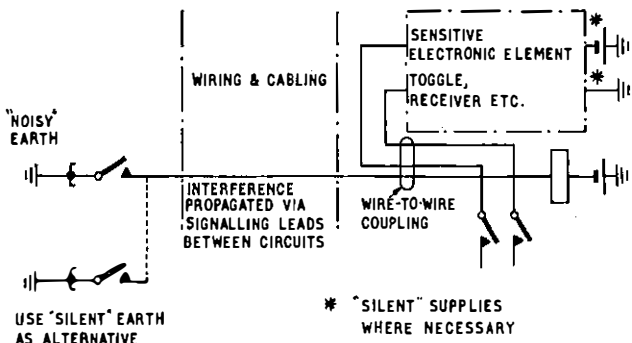 SENSITIVE
ELECTRONIC ELEMENT
TOGGLE,
RECEIVER ETC.
*
*
WIRING & CABLING
"NOISY"
EARTH
INTERFERENCE
PROPAGATED VIA
SIGNALLING LEADS
BETWEEN CIRCUITS
WIRE-TO-WIRE
COUPLING
USE "SILENT" EARTH
AS ALTERNATIVE
* "SILENT" SUPPLIES
WHERE NECESSARY